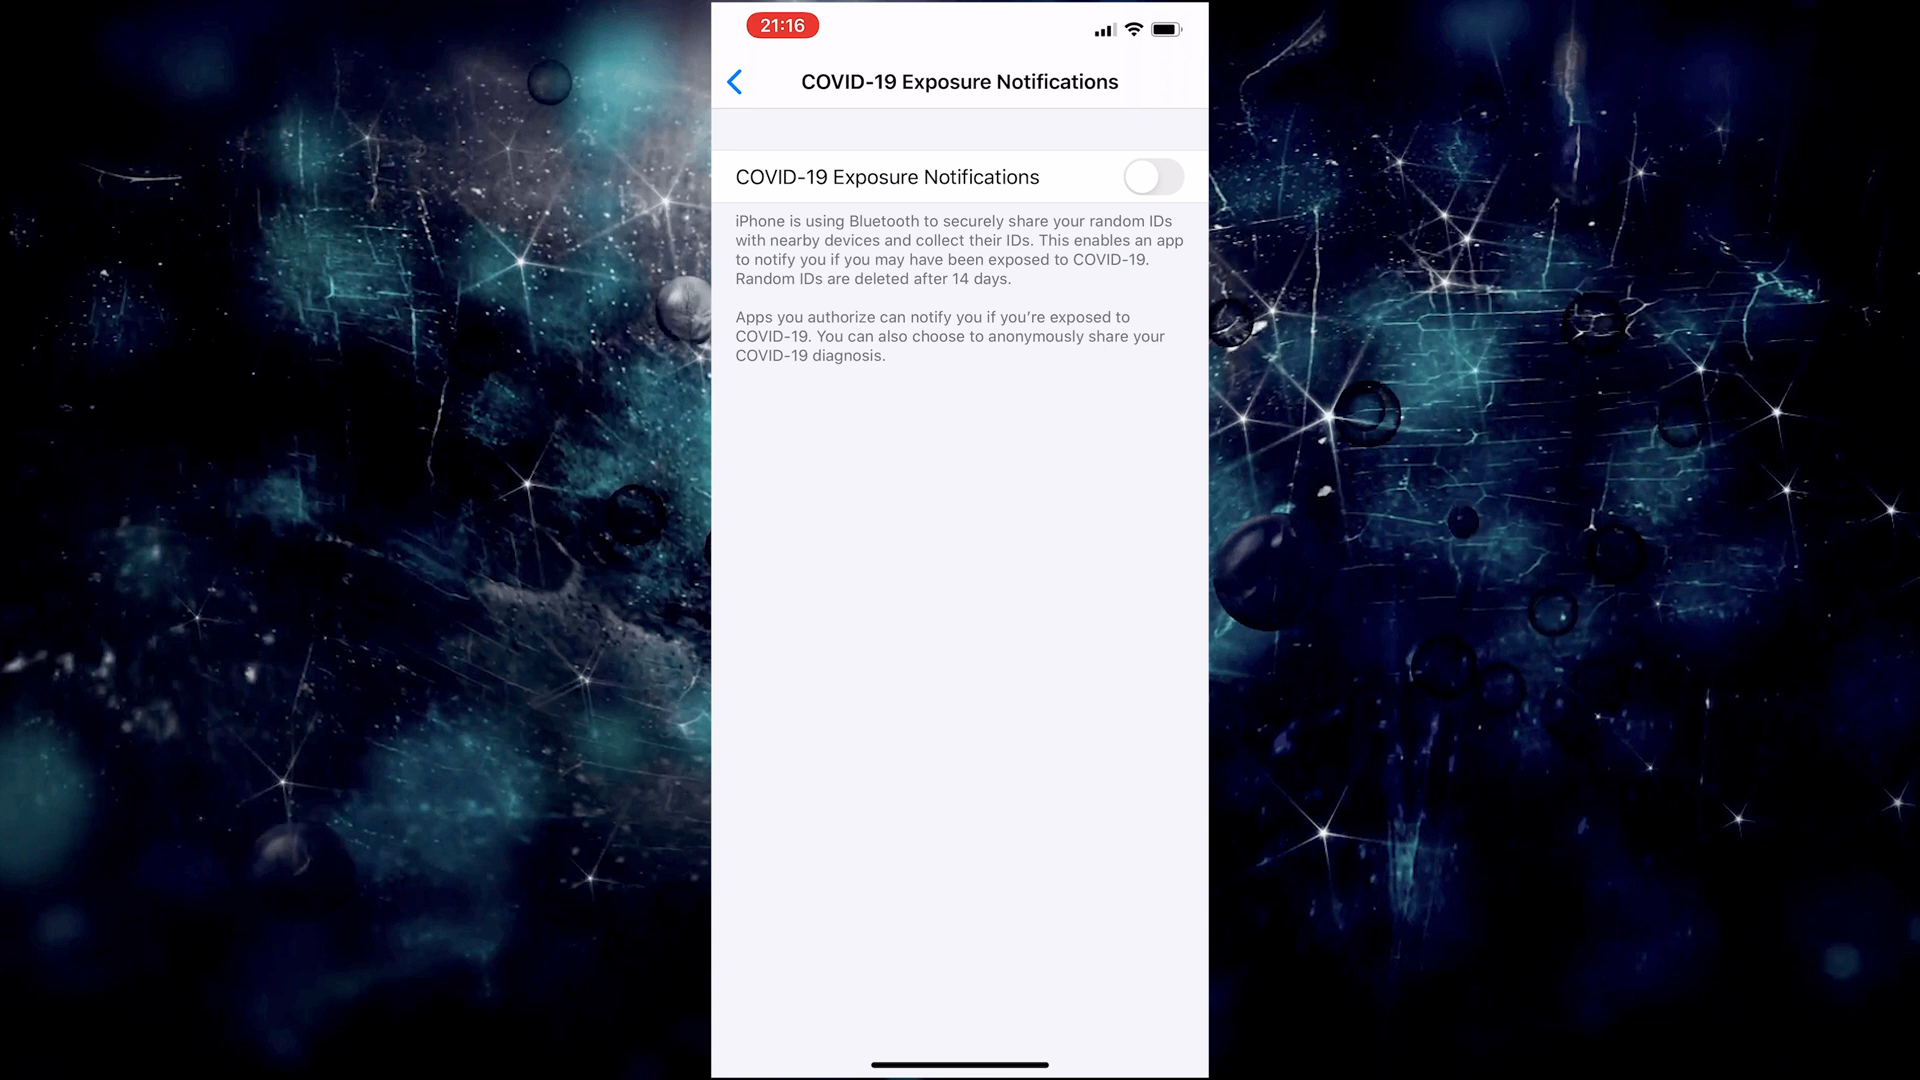 21:16
COVID-19 Exposure Notifications
COVID-19 Exposure Notifications
iPhone is using Bluetooth to securely share your random IDs
with nearby devices and collect their IDs. This enables an app
to notify you if you may have been exposed to COVID-19.
Random IDs are deleted after 14 days.
Apps you authorize can notify you if you’re exposed to
COVID-19. You can also choose to anonymously share your
COVID-19 diagnosis.